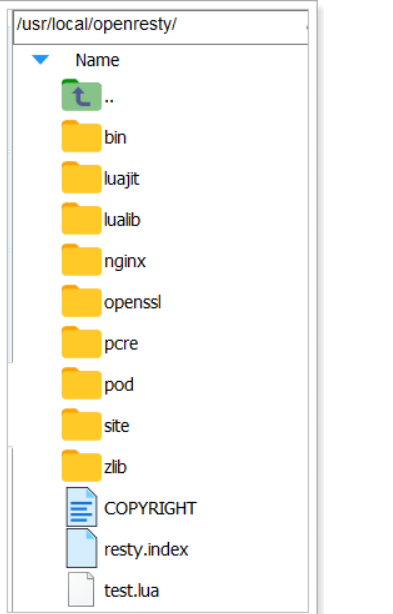 /usr/local/openresty/
Name
..
bin
luajit
lualib
nginx
openssl
pcre
pod
site
zlib
COPYRIGHT
resty.index
test.lua